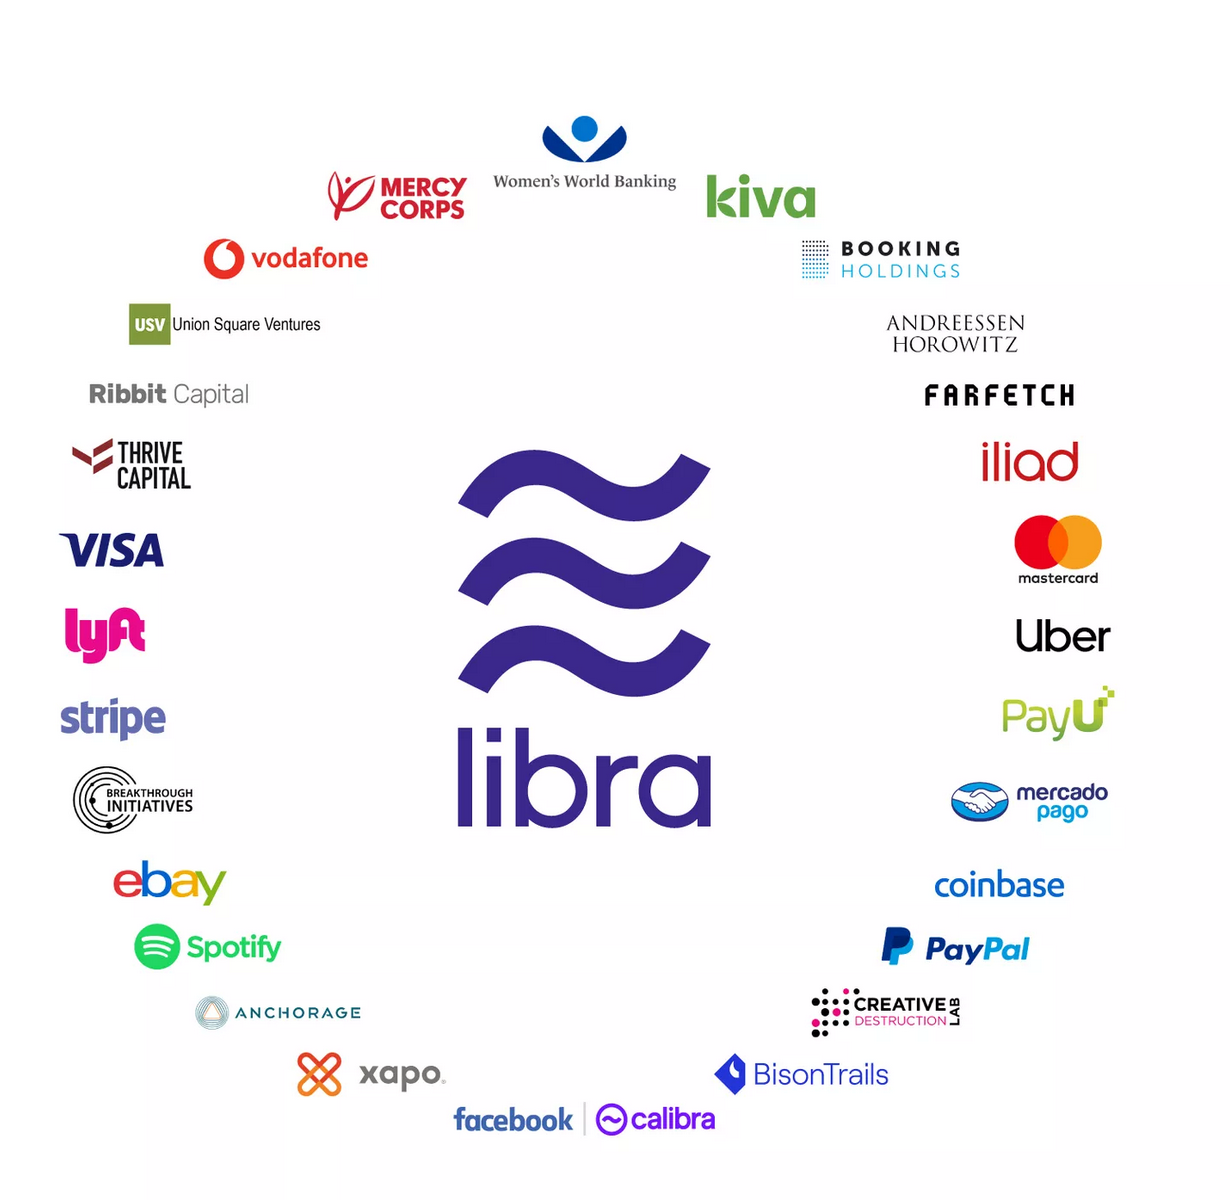 Women's World Banking
MERCY
CORPS
kiva
vodafone
BOOKING
HOLDINGS
USV Union Square Ventures
ANDREESSEN
HOROWITZ
Ribbit Capital
FARFETCH
THRIVE
CAPITAL
iliad
VISA
mastercard
lyft
Uber
stripe
PayU
libra
BREAKTHROUGH
INITIATIVES
mercado
pago
ebay
coinbase
Spotify
PayPal
ANCHORAGE
CREATIVE
DESTRUCTION
LAB
xapo
BisonTrails
facebook
calibra